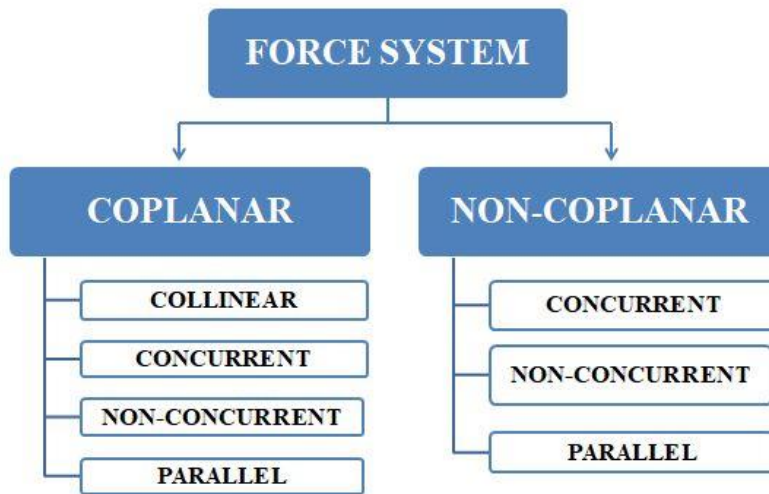 FORCE SYSTEM
COPLANAR
COLLINEAR
CONCURRENT
NON-CONCURRENT
PARALLEL
NON-COPLANAR
CONCURRENT
NON-CONCURRENT
PARALLEL